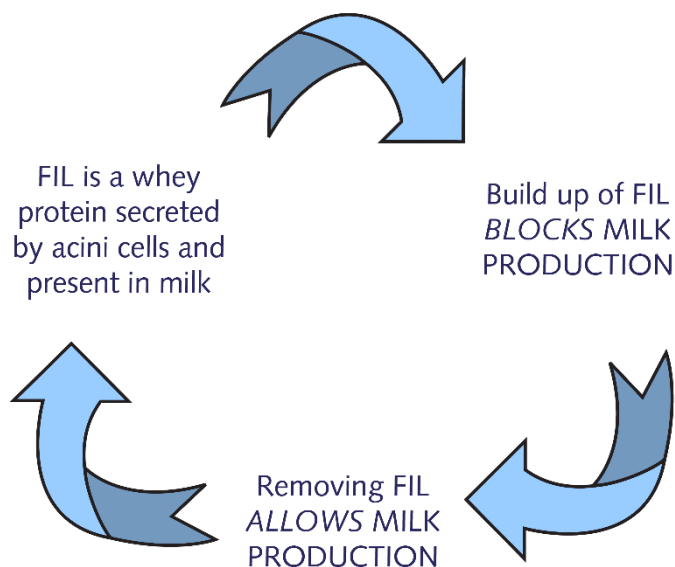 FIL is a whey
protein secreted
by acini cells and
present in milk
Build up of FIL
BLOCKS MILK
PRODUCTION
Removing FIL
ALLOWS MILK
PRODUCTION